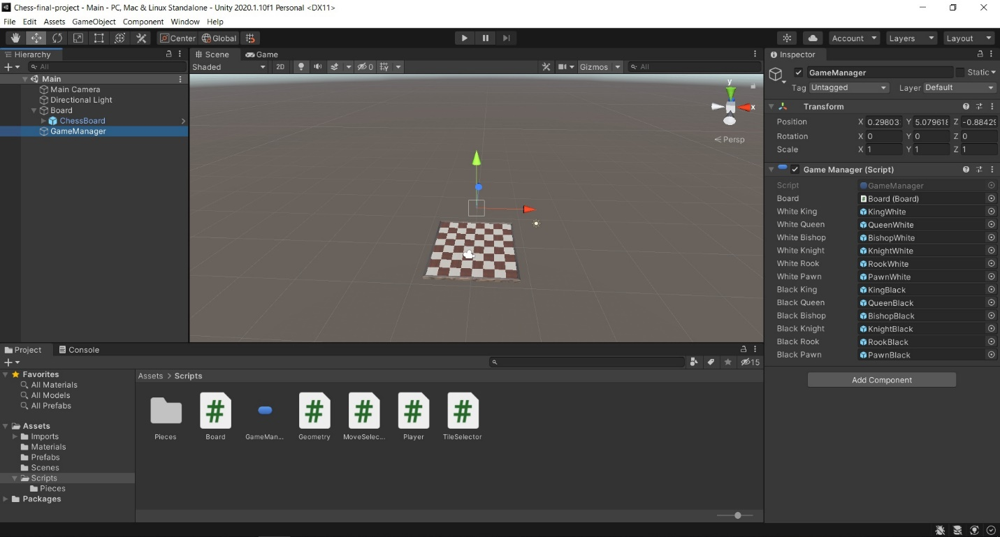 Chess-final-project - Main - PC, Mac & Linux Standalone - Unity 2020.1.10f1 Personal <DX11>
File Edit Assets GameObject Component Window Help
Center Global Account Layers Layout
Hierarchy
All
Main
Main Camera
Directional Light
Board
ChessBoard
GameManager
Scene Game
Shaded 2D 0 Gizmos All
y
x
Persp
Inspector
GameManager Static
Tag Untagged Layer Default
Transform
Position X 0.29803 Y 5.079618 Z -0.88429
Rotation X 0 Y 0 Z 0
Scale X 1 Y 1 Z 1
Game Manager (Script)
Script GameManager
Board # Board (Board)
White King KingWhite
White Queen QueenWhite
White Bishop BishopWhite
White Knight KnightWhite
White Rook RookWhite
White Pawn PawnWhite
Black King KingBlack
Black Queen QueenBlack
Black Bishop BishopBlack
Black Knight KnightBlack
Black Rook RookBlack
Black Pawn PawnBlack
Add Component
Project Console
15
Favorites
All Materials
All Models
All Prefabs
Assets
Imports
Materials
Prefabs
Scenes
Scripts
Pieces
Packages
Assets > Scripts
# # # # #
Pieces Board GameMan... Geometry MoveSelec... Player TileSelector